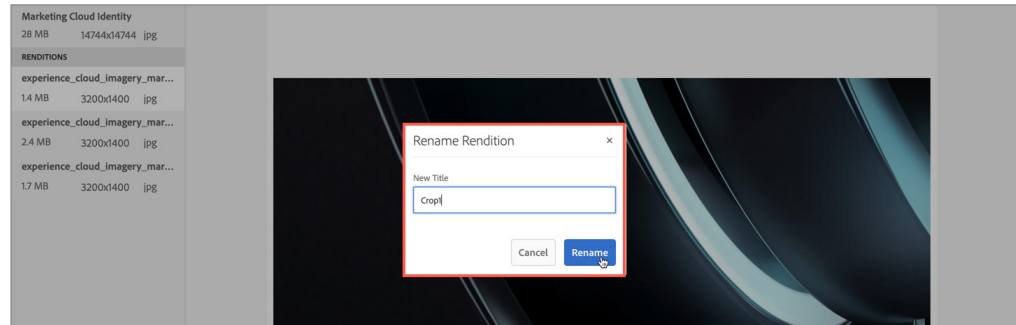 Marketing Cloud Identity
28 MB 14744x14744 jpg
RENDITIONS
experience_cloud_imagery_mar...
1.4 MB 3200x1400 jpg
experience_cloud_imagery_mar...
2.4 MB 3200x1400 jpg
experience_cloud_imagery_mar...
1.7 MB 3200x1400 jpg
Rename Rendition ×
New Title
Crop1
Cancel Rename